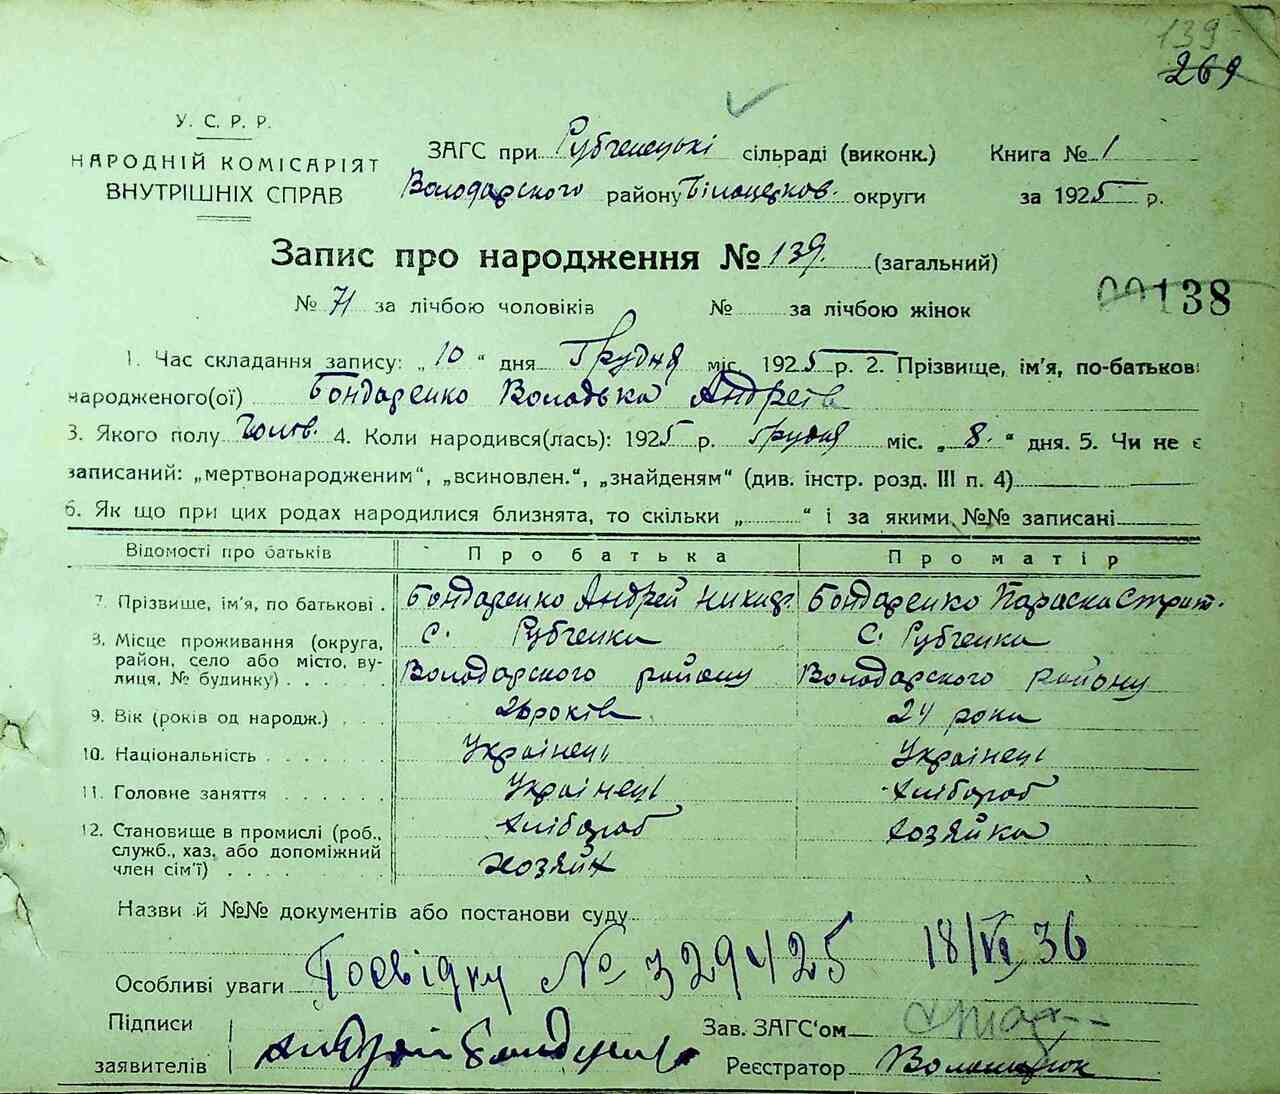 139
269
У. С. Р. Р.
НАРОДНІЙ КОМІСАРІЯТ
ВНУТРІШНІХ СПРАВ
ЗАГС при Рубченецькі сільраді (виконк.) Книга № 1
Володарского району Білоцерков. округи за 1925 р.
Запис про народження № 139. (загальний)
№ 71 за лічбою чоловіків № за лічбою жінок
00138
1. Час складання запису: „10“ дня Грудня міс. 1925 р. 2. Прізвище, ім'я, по-батькові
народженого(ої) Бондаренко Володька Андреев
3. Якого полу чолов. 4. Коли народився(лась): 1925 р. Грудня міс. „8.“ дня. 5. Чи не є
записаний: „мертвонародженим“, „всиновлен.“, „знайденям“ (див. інстр. розд. III п. 4)
6. Як що при цих родах народилися близнята, то скільки „ “ і за якими №№ записані
Відомості про батьків Про батька Про матір
7. Прізвище, ім'я, по батькові . Бондаренко Андрей Бондаренко Параска
8. Місце проживання (округа, район, село або місто, вулиця, № будинку) . . . . . с. Рубченка Володарского району с. Рубченка Володарского району
9. Вік (років од народж.) . . . 26 років 24 роки
10. Національність . . . . . . . Українець Українець
11. Головне заняття . . . . . Українець Хлібороб
12. Становище в промислі (роб., служб., хаз. або допоміжний член сім'ї) . . . . Хлібороб Хозяйн Хозяйка
Назви й №№ документів або постанови суду
Особливі уваги Посвідку № 329425 18/VI 36
Підписи
заявителів
Зав. ЗАГС'ом
Реєстратор